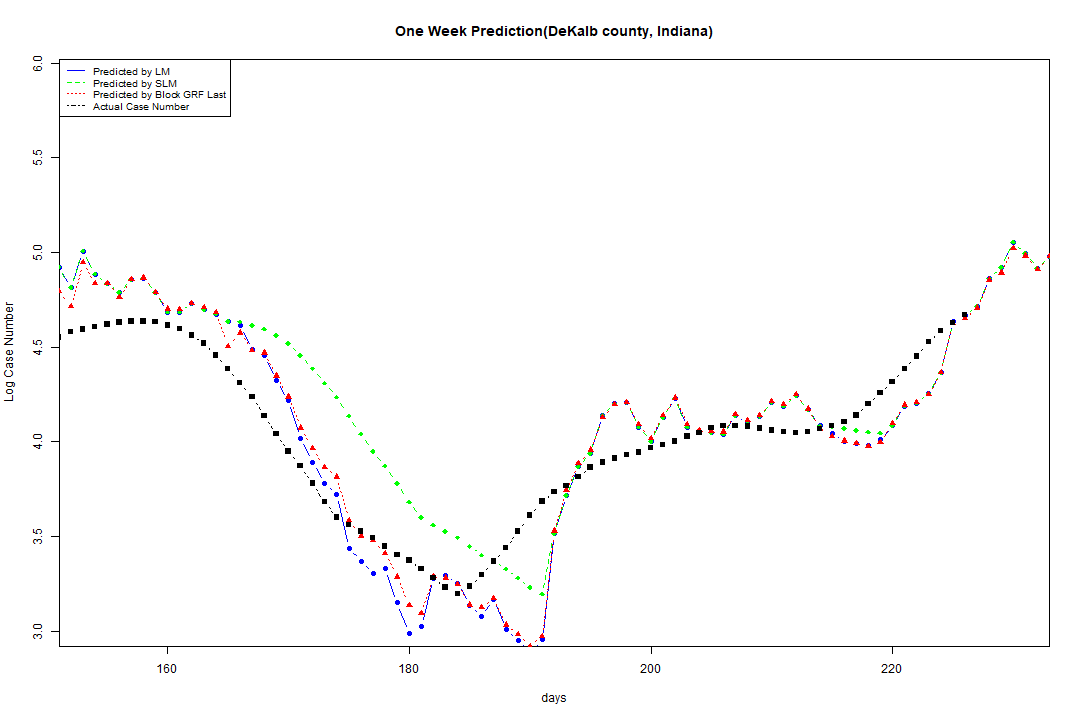 One Week Prediction(DeKalb county, Indiana)
6.0
Predicted by LM
Predicted by SLM
Predicted by Block GRF Last
Actual Case Number
5.5
5.0
4.5
4.0
3.5
3.0
Log Case Number
160
180
200
220
days